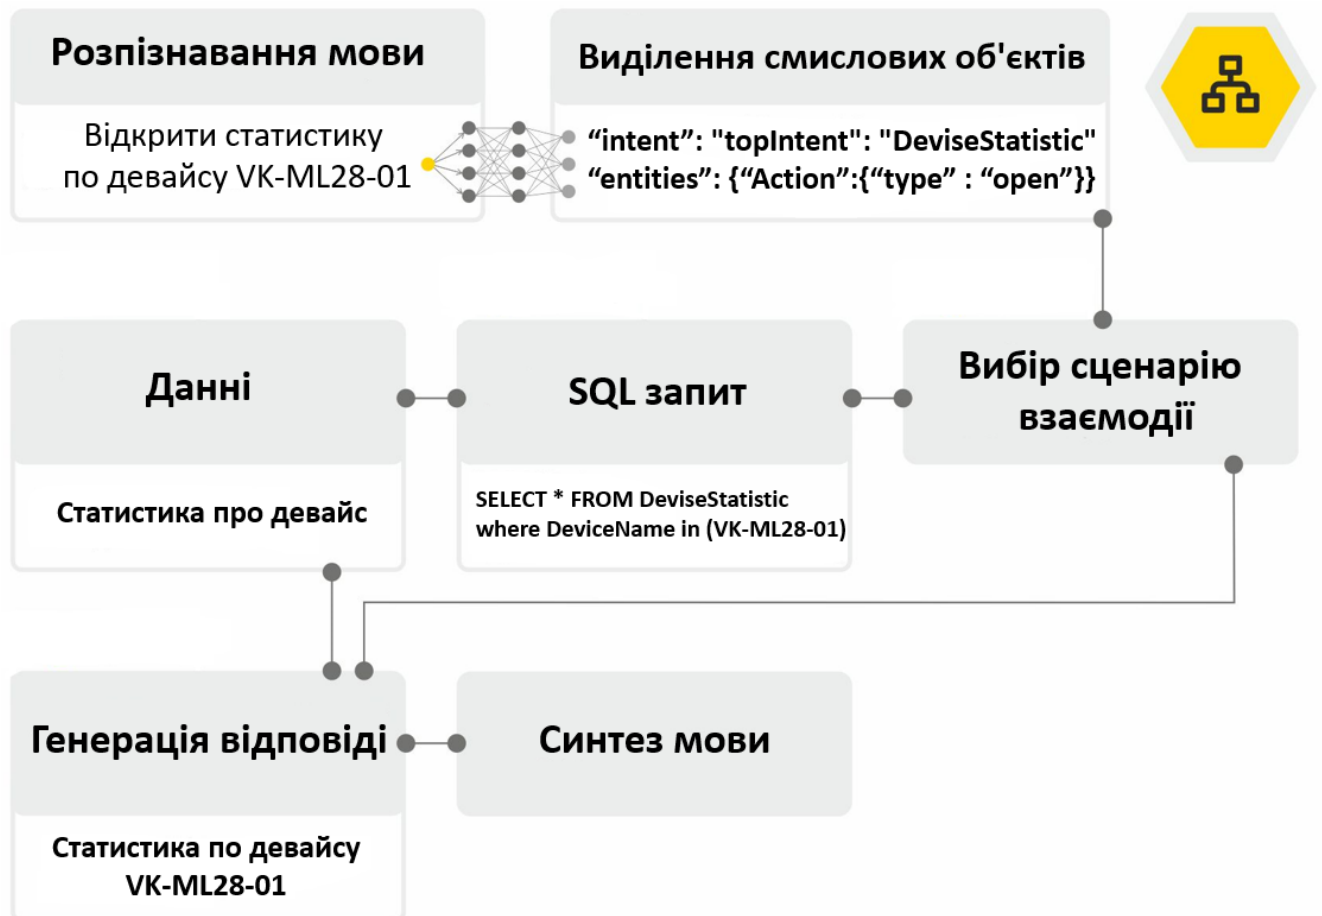 Розпізнавання мови
Відкрити статистику
по девайсу VK-ML28-01
Виділення смислових об'єктів
“intent”: "topIntent": "DeviseStatistic"
“entities”: {“Action”:{“type” : “open”}}
Данні
Статистика про девайс
SQL запит
SELECT * FROM DeviseStatistic
where DeviceName in (VK-ML28-01)
Вибір сценарію
взаємодії
Генерація відповіді
Статистика по девайсу
VK-ML28-01
Синтез мови